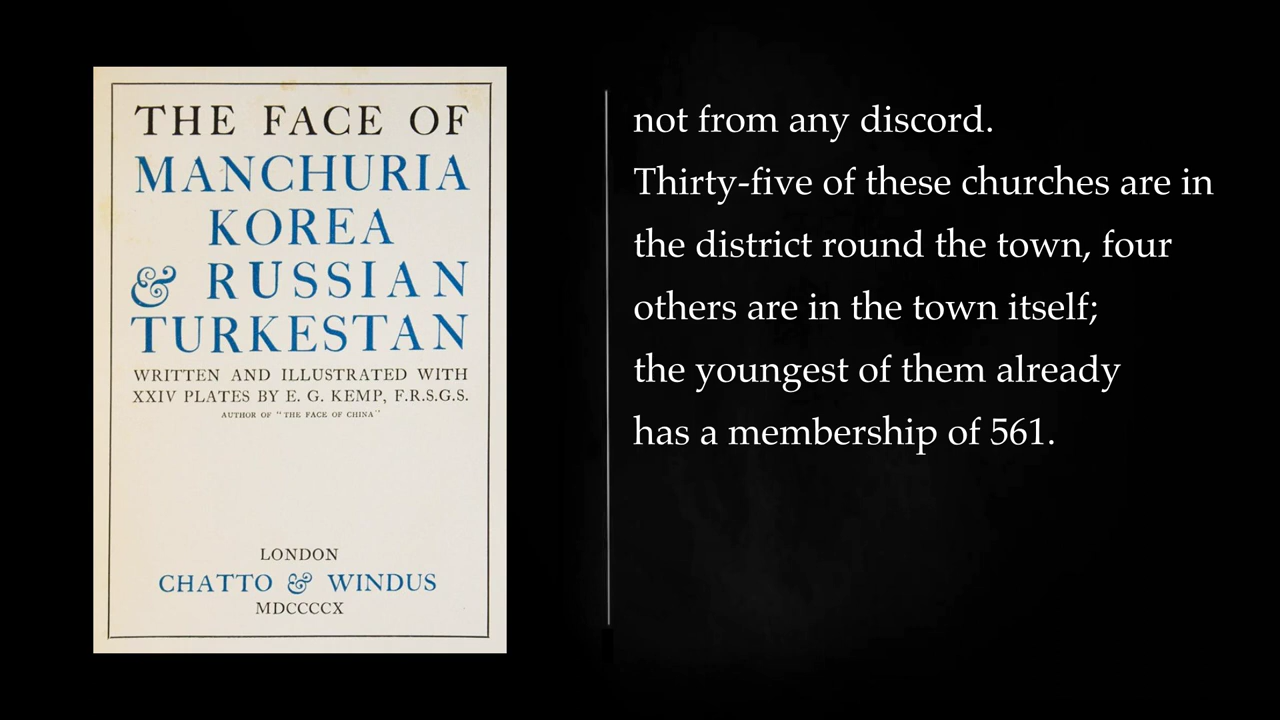 THE FACE OF
MANCHURIA
KOREA
& RUSSIAN
TURKESTAN
WRITTEN AND ILLUSTRATED WITH
XXIV PLATES BY E. G. KEMP, F.R.S.G.S.
AUTHOR OF "THE FACE OF CHINA"
LONDON
CHATTO & WINDUS
MDCCCCX
not from any discord.
Thirty-five of these churches are in
the district round the town, four
others are in the town itself;
the youngest of them already
has a membership of 561.